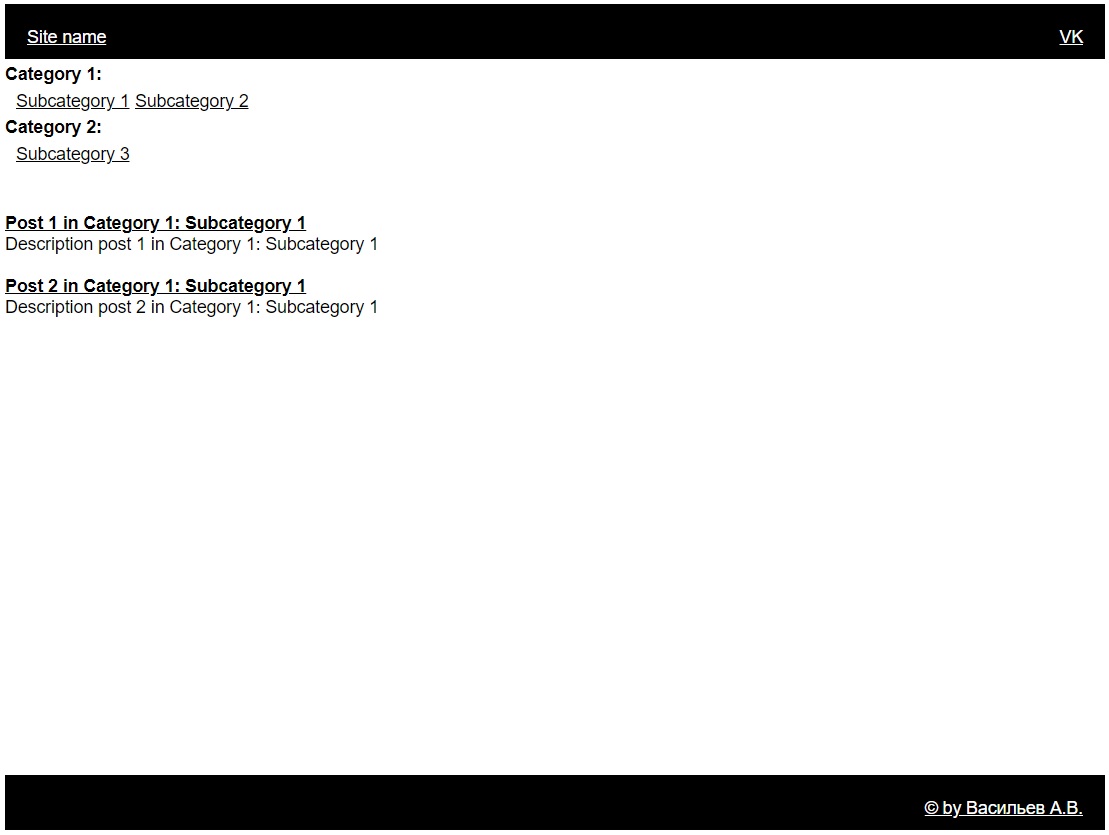 Site name VK
Category 1:
Subcategory 1 Subcategory 2
Category 2:
Subcategory 3
Post 1 in Category 1: Subcategory 1
Description post 1 in Category 1: Subcategory 1
Post 2 in Category 1: Subcategory 1
Description post 2 in Category 1: Subcategory 1
© by Васильев А.В.